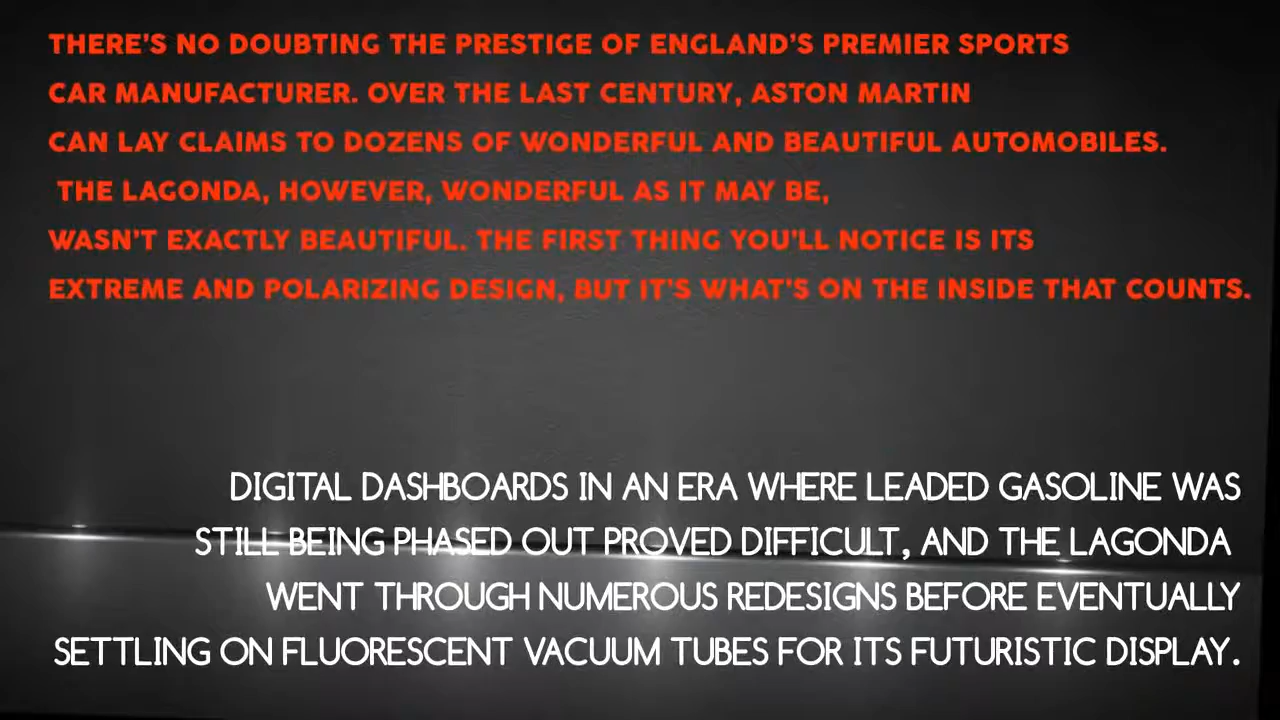 THERE'S NO DOUBTING THE PRESTIGE OF ENGLAND'S PREMIER SPORTS
CAR MANUFACTURER. OVER THE LAST CENTURY, ASTON MARTIN
CAN LAY CLAIMS TO DOZENS OF WONDERFUL AND BEAUTIFUL AUTOMOBILES.
THE LAGONDA, HOWEVER, WONDERFUL AS IT MAY BE,
WASN'T EXACTLY BEAUTIFUL. THE FIRST THING YOU'LL NOTICE IS ITS
EXTREME AND POLARIZING DESIGN, BUT IT'S WHAT'S ON THE INSIDE THAT COUNTS.
DIGITAL DASHBOARDS IN AN ERA WHERE LEADED GASOLINE WAS
STILL BEING PHASED OUT PROVED DIFFICULT, AND THE LAGONDA
WENT THROUGH NUMEROUS REDESIGNS BEFORE EVENTUALLY
SETTLING ON FLUORESCENT VACUUM TUBES FOR ITS FUTURISTIC DISPLAY.